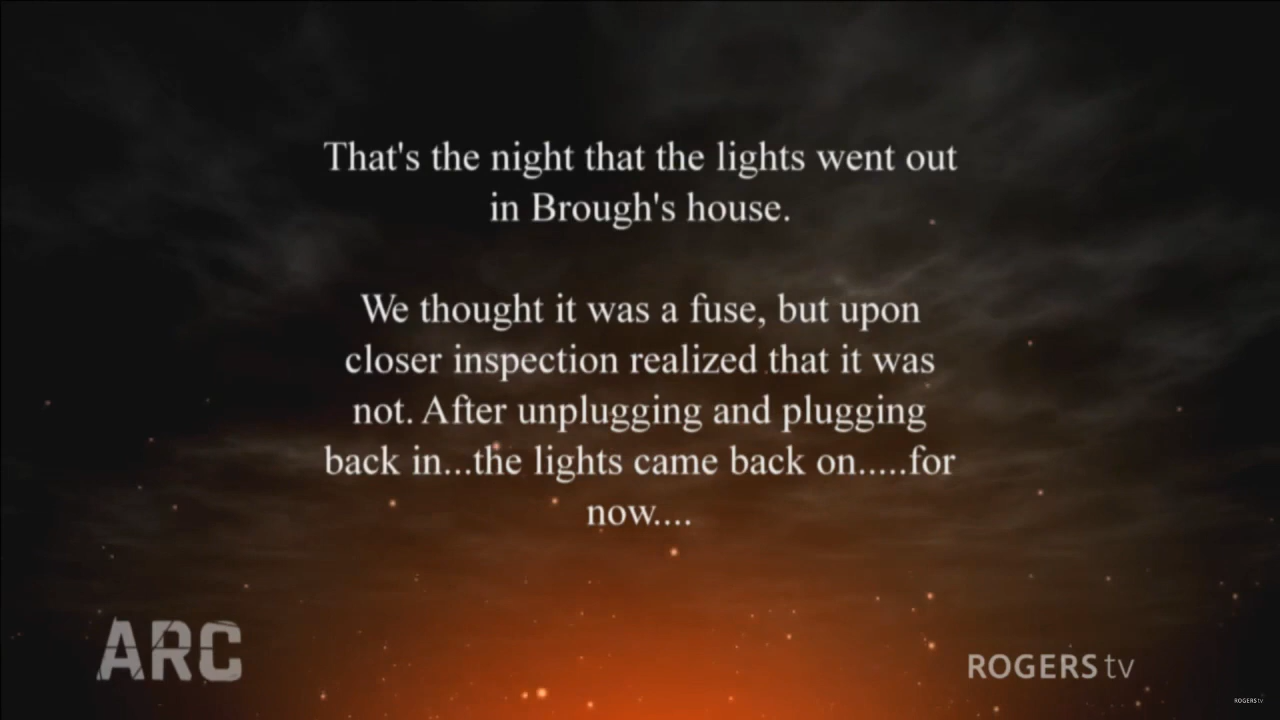 That's the night that the lights went out
in Brough's house.
We thought it was a fuse, but upon
closer inspection realized that it was
not. After unplugging and plugging
back in...the lights came back on.....for
now....
ARC
ROGERS tv
ROGERS tv